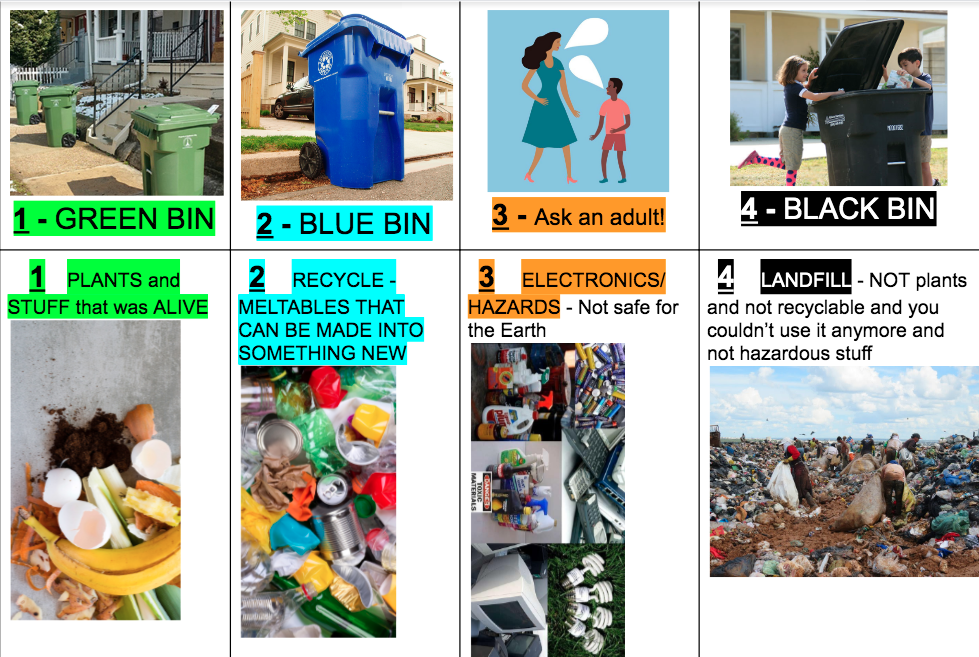 1 - GREEN BIN
2 - BLUE BIN
3 - Ask an adult!
4 - BLACK BIN
1 PLANTS and
STUFF that was ALIVE
2 RECYCLE -
MELTABLES THAT
CAN BE MADE INTO
SOMETHING NEW
3 ELECTRONICS/
HAZARDS - Not safe for
the Earth
DANGER
TOXIC
MATERIALS
4 LANDFILL - NOT plants
and not recyclable and you
couldn't use it anymore and
not hazardous stuff